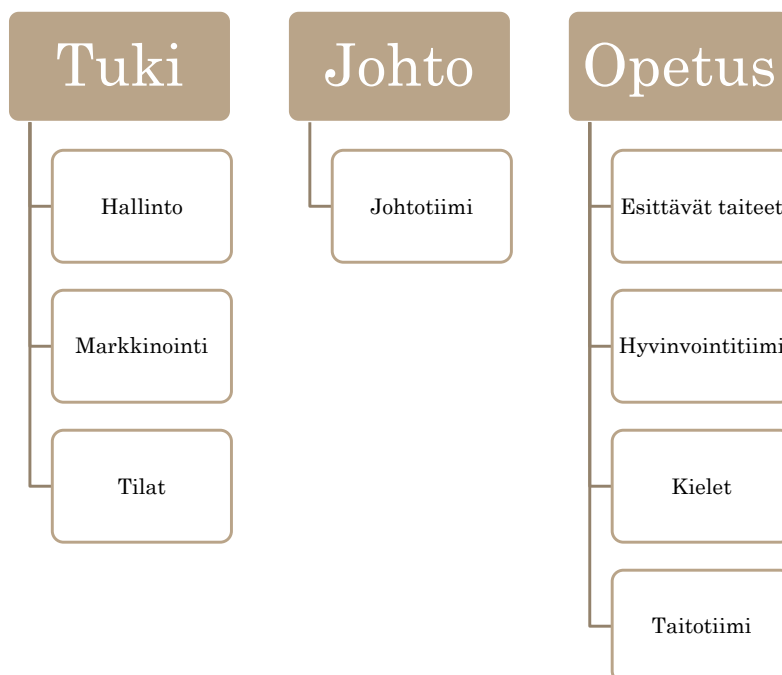 Tuki
Hallinto
Markkinointi
Tilat
Johto
Johtotiimi
Opetus
Esittävät taiteet
Hyvinvointitiimi
Kielet
Taitotiimi